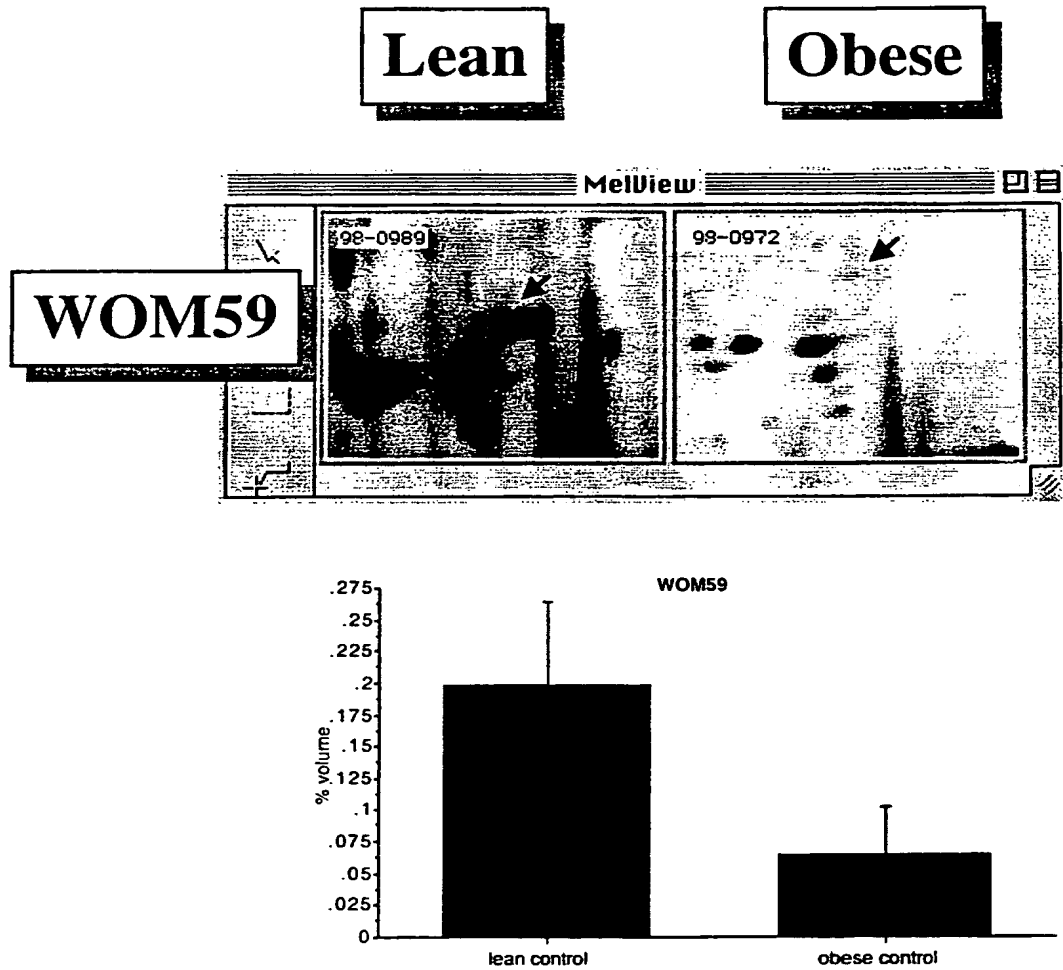 Lean
Obese
MelView
98-0989
98-0972
WOM59
WOM59
.275
.25
.225
.2
.175
.15
.125
.1
.075
.05
.025
0
% volume
lean control
obese control